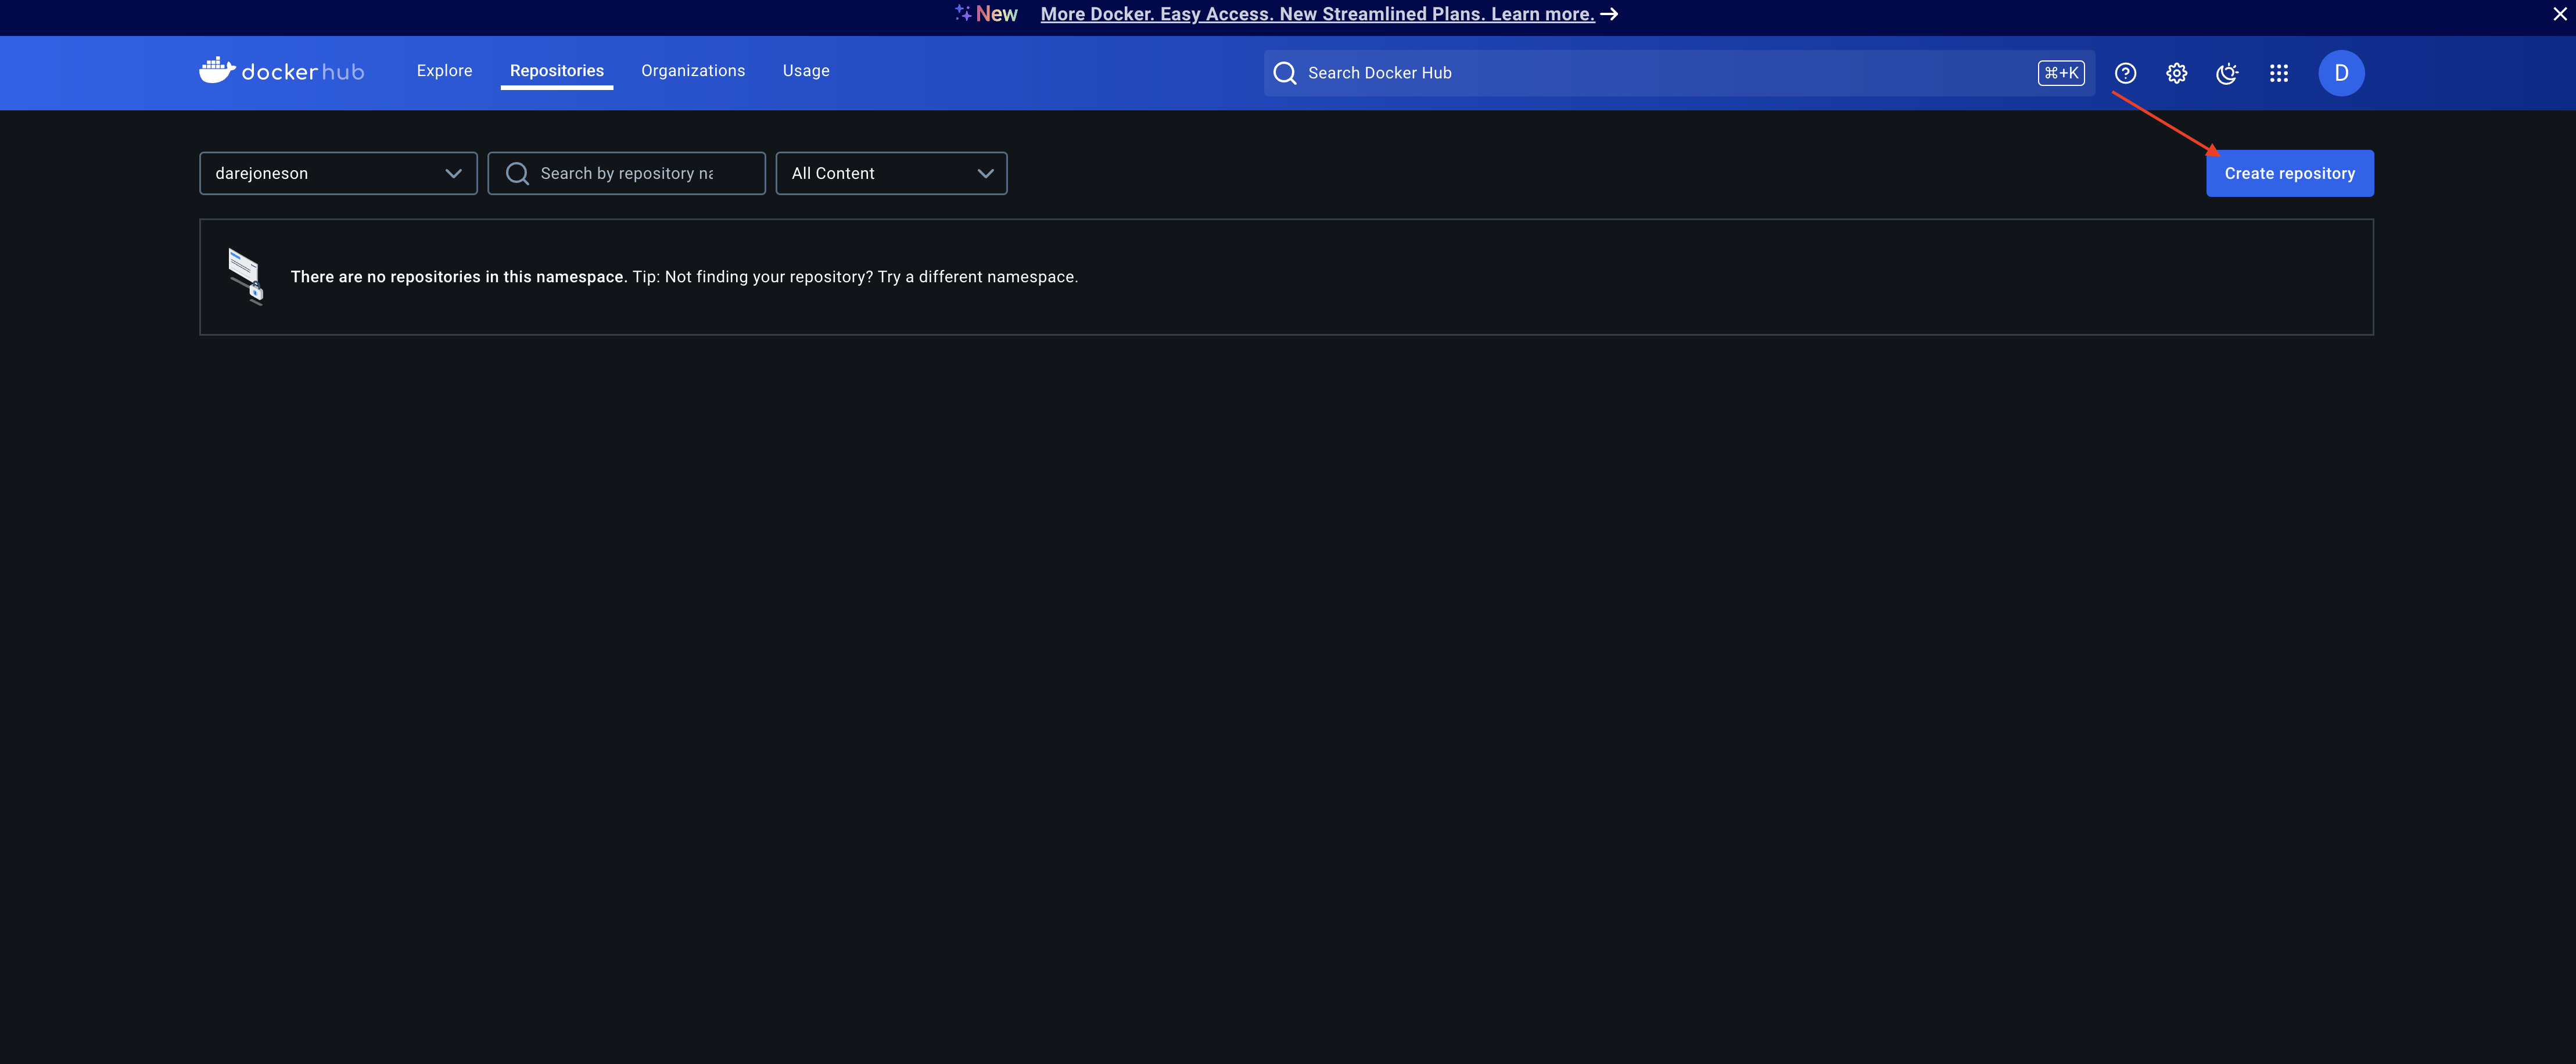 New More Docker. Easy Access. New Streamlined Plans. Learn more.
docker hub Explore Repositories Organizations Usage Search Docker Hub ⌘+K D
darejoneson Search by repository na All Content Create repository
There are no repositories in this namespace. Tip: Not finding your repository? Try a different namespace.